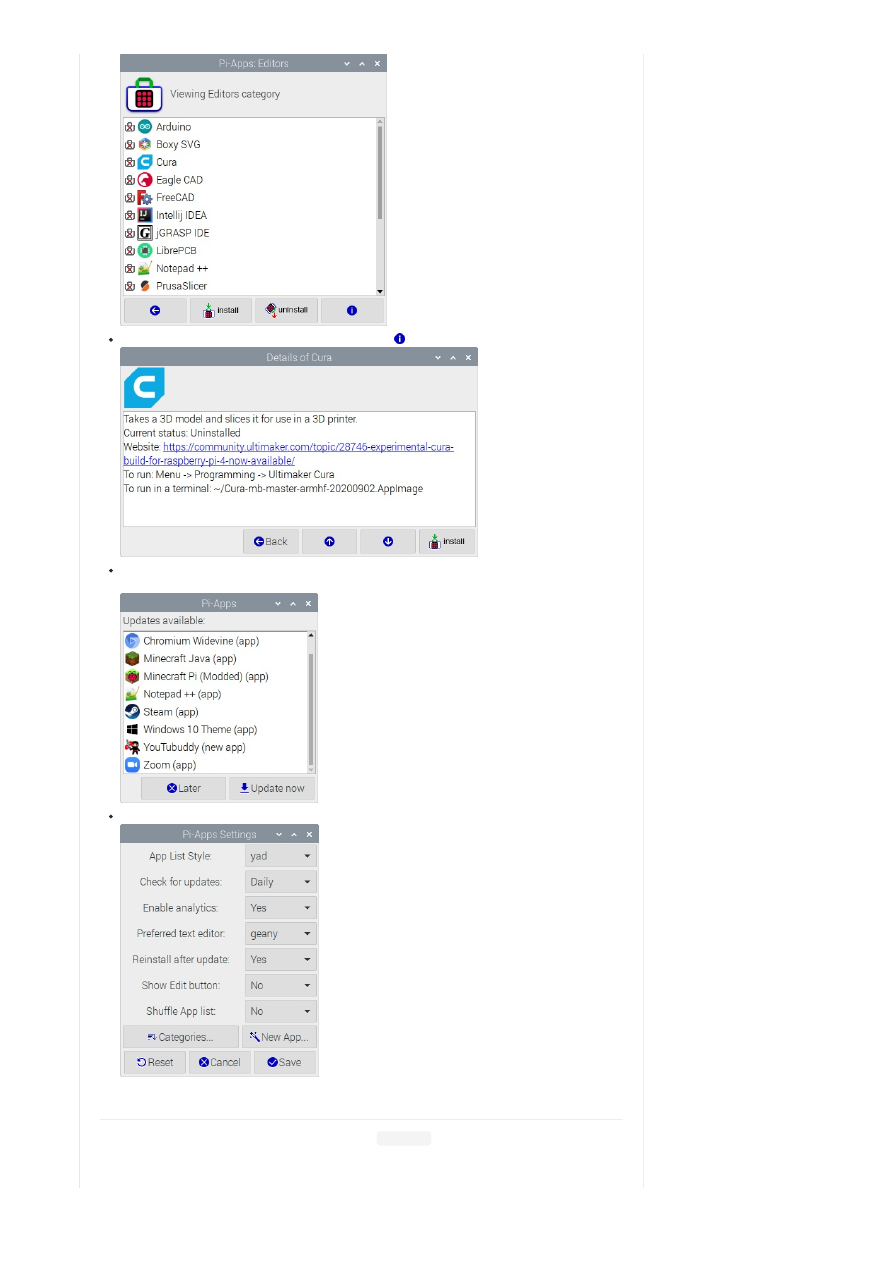 Pi-Apps: Editors
Viewing Editors category
Arduino
Boxy SVG
Cura
Eagle CAD
FreeCAD
Intellij IDEA
jGRASP IDE
LibrePCB
Notepad ++
PrusaSlicer
install uninstall
Details of Cura
Takes a 3D model and slices it for use in a 3D printer.
Current status: Uninstalled
Website: https://community.ultimaker.com/topic/28746-experimental-cura-
build-for-raspberry-pi-4-now-available/
To run: Menu -> Programming -> Ultimaker Cura
To run in a terminal: ~/Cura-mb-master-armhf-20200902.AppImage
Back install
Pi-Apps
Updates available:
Chromium Widevine (app)
Minecraft Java (app)
Minecraft Pi (Modded) (app)
Notepad ++ (app)
Steam (app)
Windows 10 Theme (app)
YouTubuddy (new app)
Zoom (app)
Later Update now
Pi-Apps Settings
App List Style: yad
Check for updates: Daily
Enable analytics: Yes
Preferred text editor: geany
Reinstall after update: Yes
Show Edit button: No
Shuffle App list: No
Categories... New App...
Reset Cancel Save